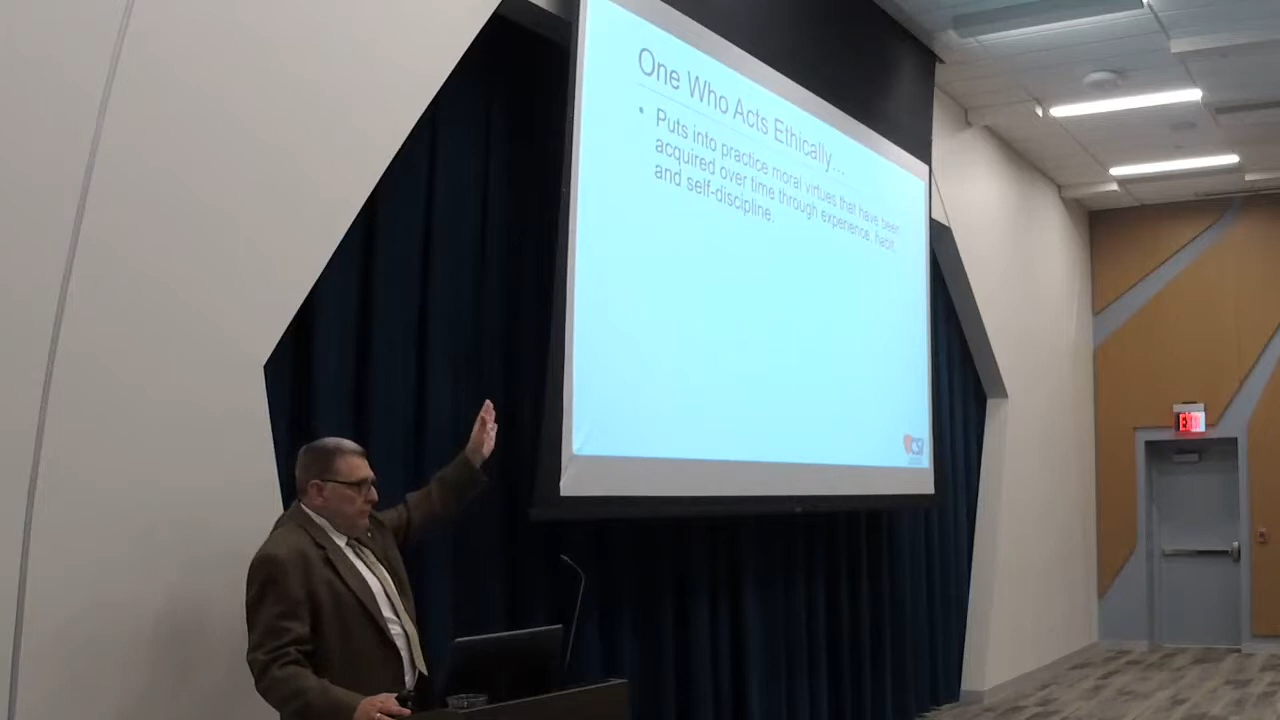 One Who Acts Ethically...
• Puts into practice moral virtues that have been
acquired over time through experience, habit,
and self-discipline.
CSI
EXIT